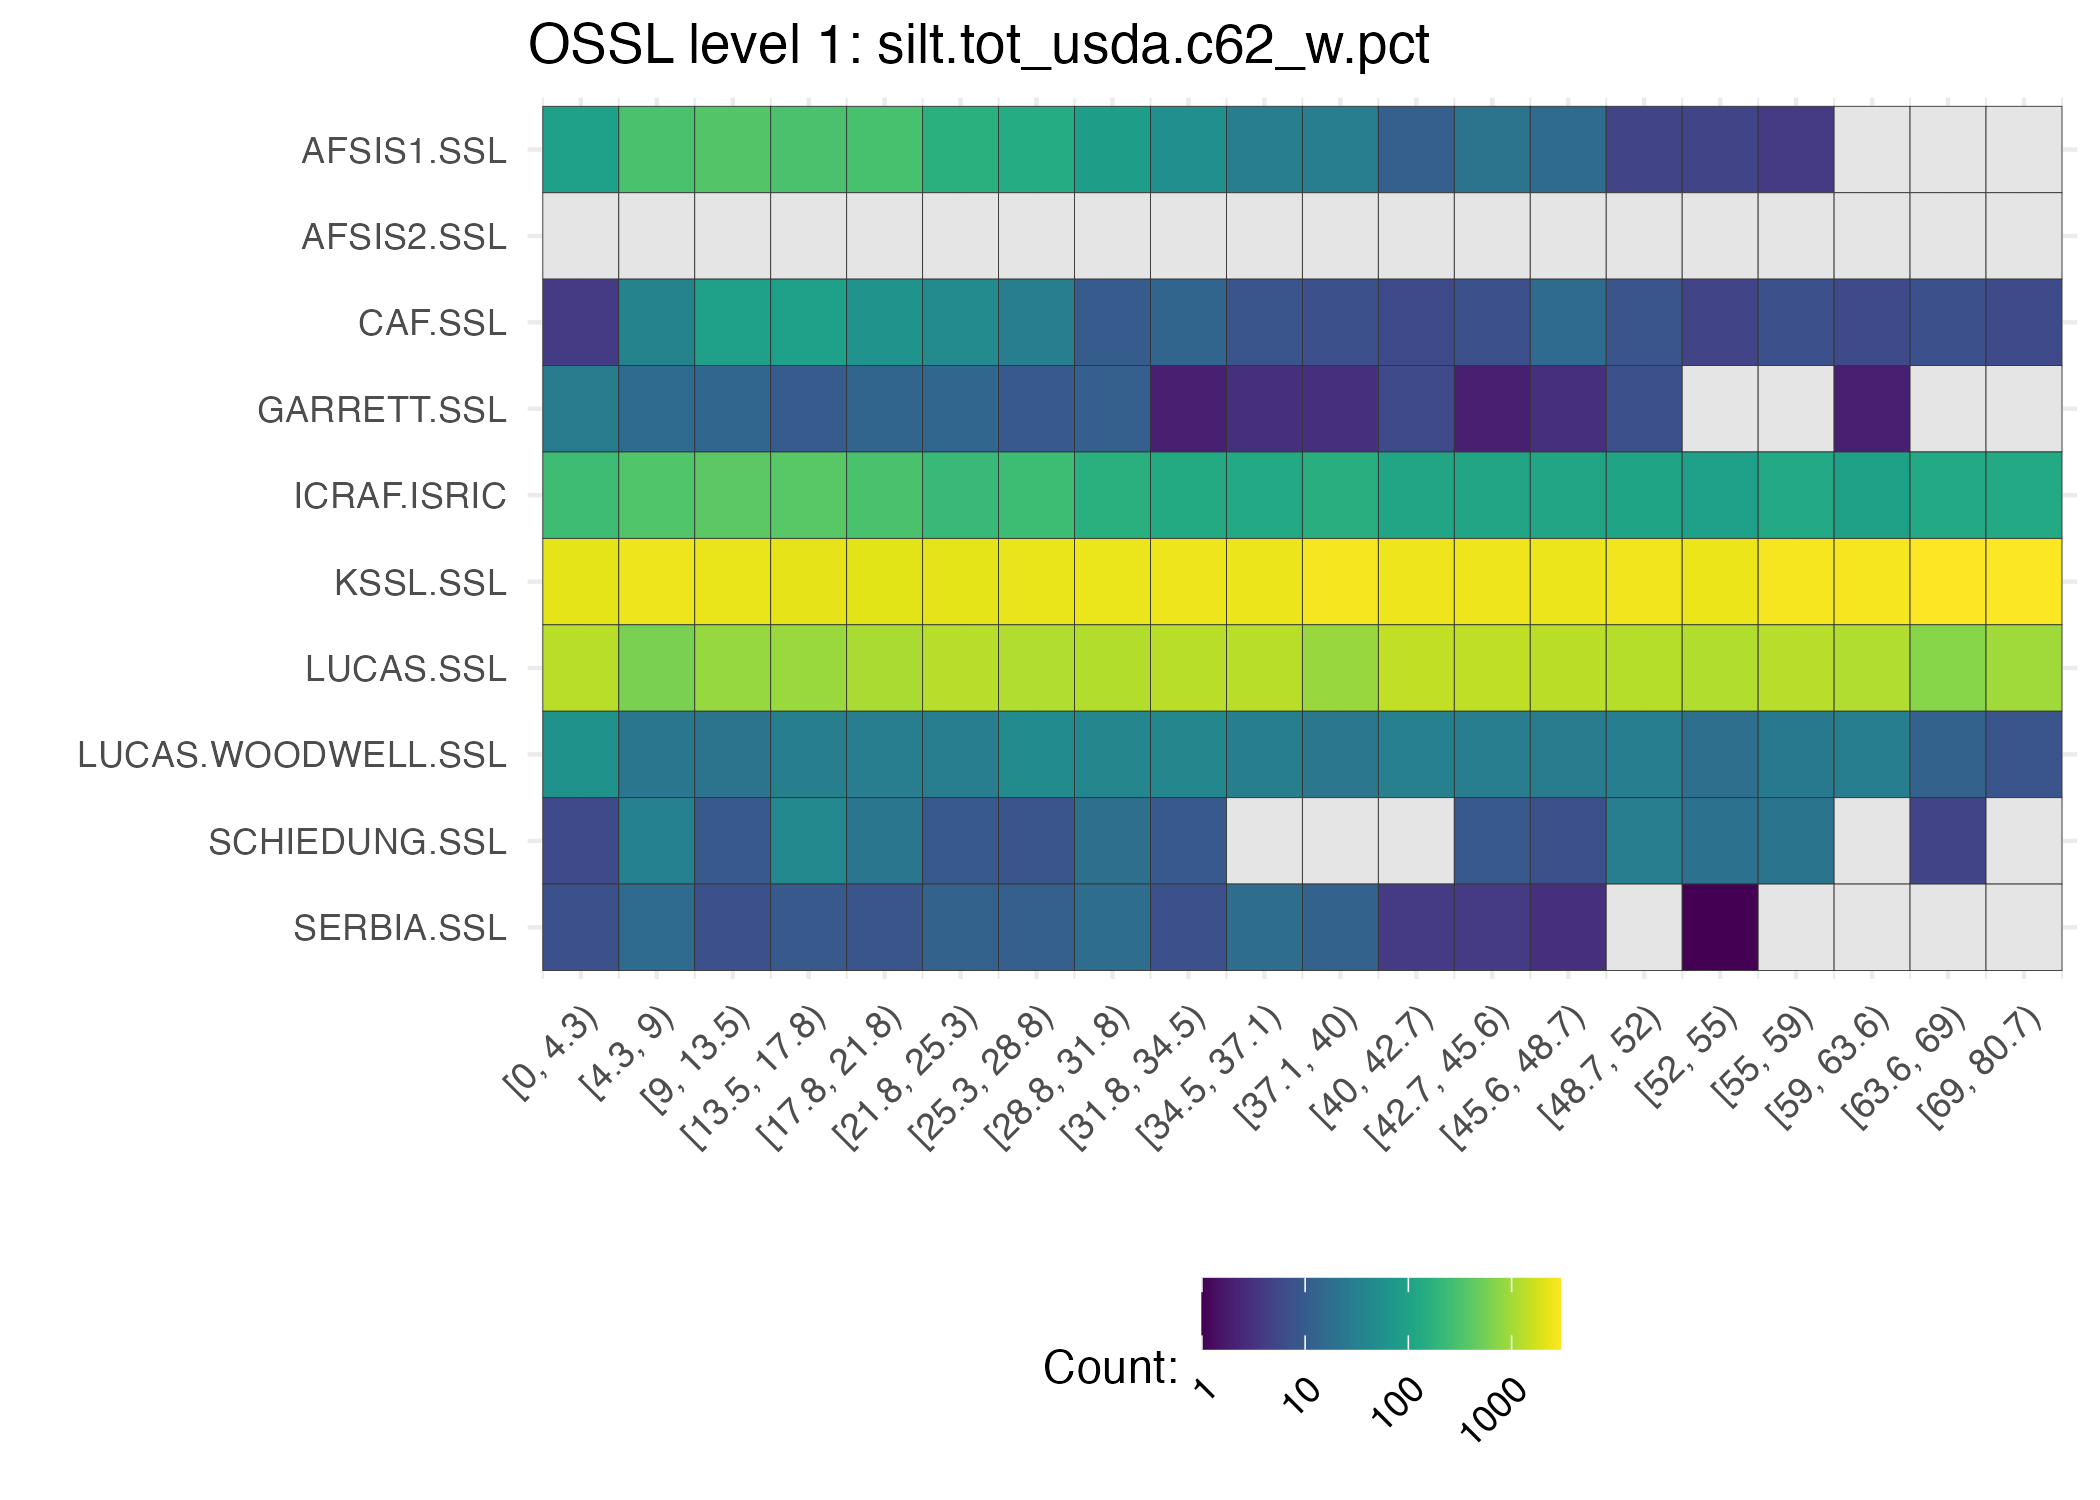 OSSL level 1: silt.tot_usda.c62_w.pct
AFSIS1.SSL
AFSIS2.SSL
CAF.SSL
GARRETT.SSL
ICRAF.ISRIC
KSSL.SSL
LUCAS.SSL
LUCAS.WOODWELL.SSL
SCHIEDUNG.SSL
SERBIA.SSL
[0, 4.3)
[4.3, 9)
[9, 13.5)
[13.5, 17.8)
[17.8, 21.8)
[21.8, 25.3)
[25.3, 28.8)
[28.8, 31.8)
[31.8, 34.5)
[34.5, 37.1)
[37.1, 40)
[40, 42.7)
[42.7, 45.6)
[45.6, 48.7)
[48.7, 52)
[52, 55)
[55, 59)
[59, 63.6)
[63.6, 69)
[69, 80.7)
Count:
1
10
100
1000